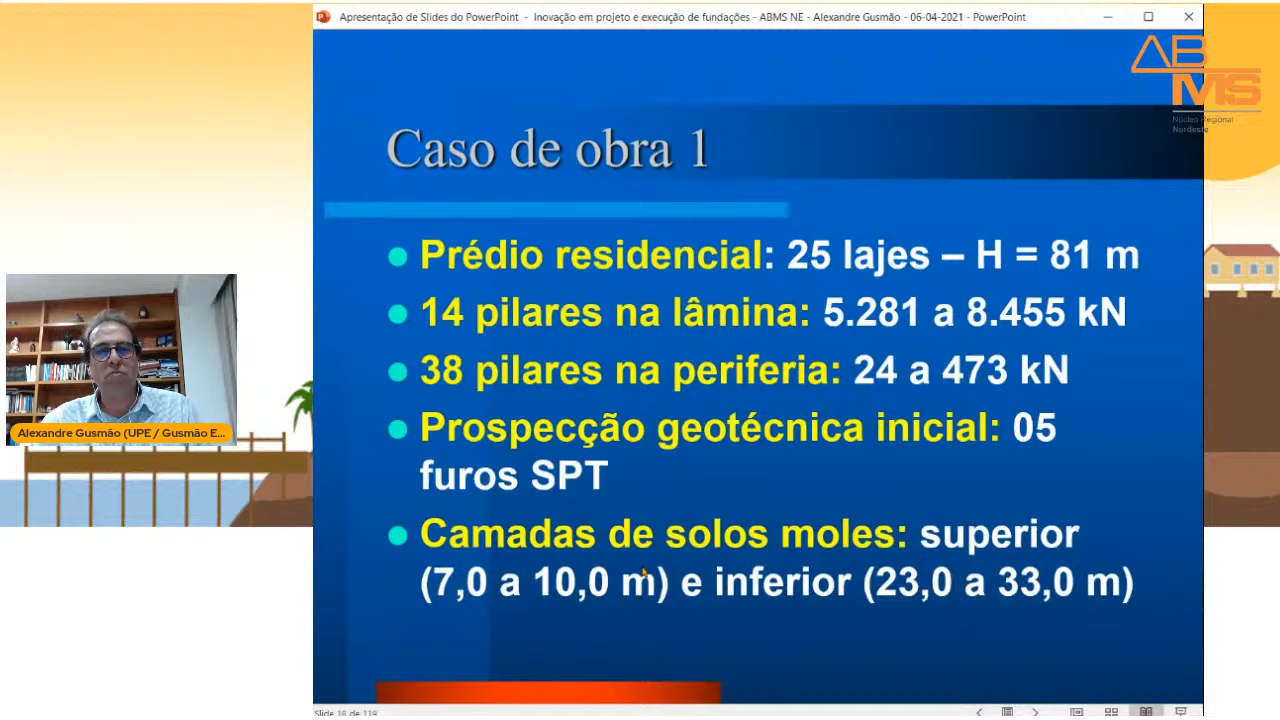 Apresentação de Slides do PowerPoint - Inovação em projeto e execução de fundações - ABMS NE - Alexandre Gusmão - 06-04-2021 - PowerPoint
ABMS
Núcleo Regional
Nordeste
Caso de obra 1
Prédio residencial: 25 lajes – H = 81 m
14 pilares na lâmina: 5.281 a 8.455 kN
38 pilares na periferia: 24 a 473 kN
Prospecção geotécnica inicial: 05
furos SPT
Camadas de solos moles: superior
(7,0 a 10,0 m) e inferior (23,0 a 33,0 m)
Alexandre Gusmão (UPE / Gusmão E...
Slide 18 de 119